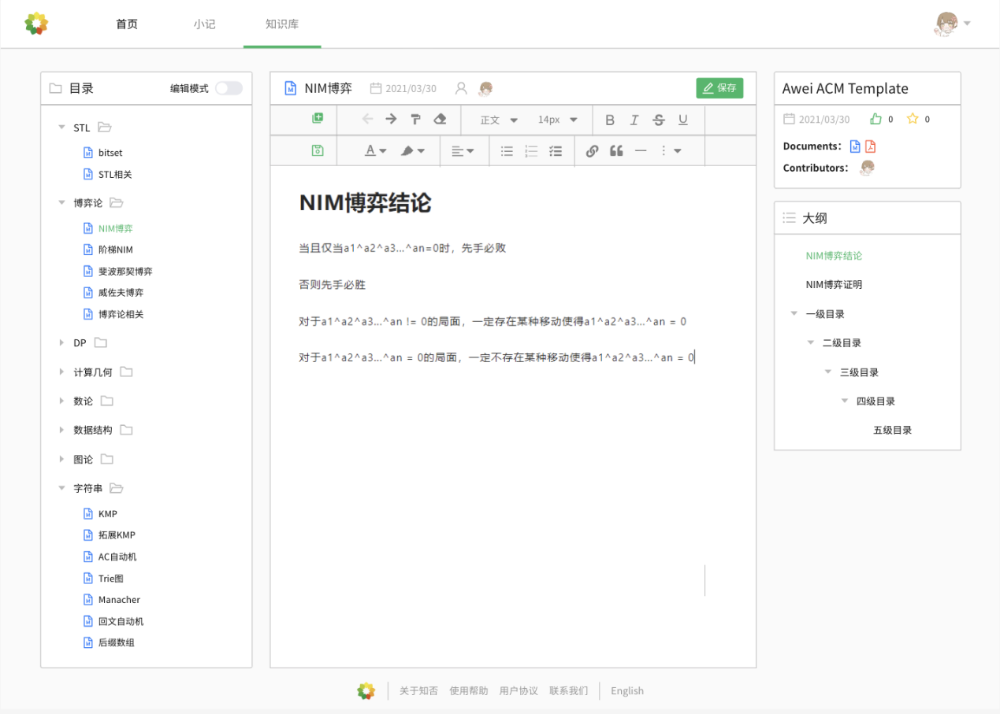 首页 小记 知识库
目录 编辑模式
STL
bitset
STL相关
博弈论
NIM博弈
阶梯NIM
斐波那契博弈
威佐夫博弈
博弈论相关
DP
计算几何
数论
数据结构
图论
字符串
KMP
拓展KMP
AC自动机
Trie图
Manacher
回文自动机
后缀数组
NIM博弈 2021/03/30 保存
正文 14px B I S U
A
NIM博弈结论
当且仅当a1^a2^a3...^an=0时，先手必败
否则先手必胜
对于a1^a2^a3...^an != 0的局面，一定存在某种移动使得a1^a2^a3...^an = 0
对于a1^a2^a3...^an = 0的局面，一定不存在某种移动使得a1^a2^a3...^an = 0
Awei ACM Template
2021/03/30 0 0
Documents:
Contributors:
大纲
NIM博弈结论
NIM博弈证明
一级目录
二级目录
三级目录
四级目录
五级目录
关于知否 使用帮助 用户协议 联系我们 English